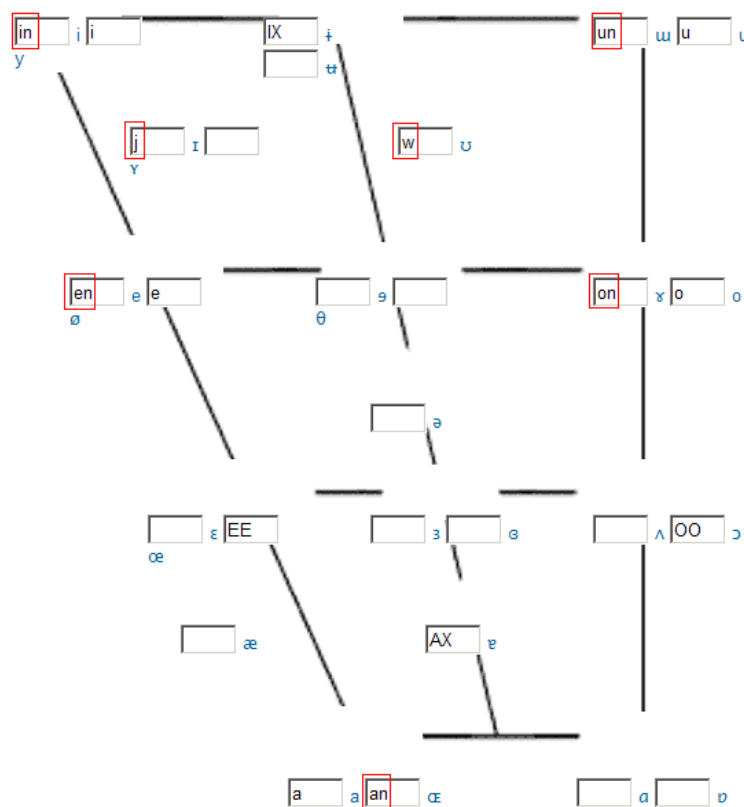 in i i IX ɨ un ɯ u u
y ʉ
j ɪ w ʊ
ʏ
en e e ɘ on ɤ o o
ø ɵ
ə
ɛ EE ɜ ɞ ʌ OO ɔ
œ
æ AX ɐ
a a an ɶ ɑ ɒ